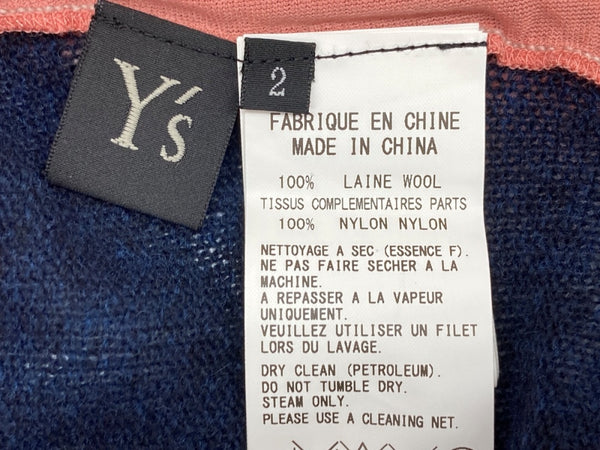 Y's
2
FABRIQUE EN CHINE
MADE IN CHINA
100% LAINE WOOL
TISSUS COMPLEMENTAIRES PARTS
100% NYLON NYLON
NETTOYAGE A SEC (ESSENCE F).
NE PAS FAIRE SECHER A LA
MACHINE.
A REPASSER A LA VAPEUR
UNIQUEMENT.
VEUILLEZ UTILISER UN FILET
LORS DU LAVAGE.
DRY CLEAN (PETROLEUM).
DO NOT TUMBLE DRY.
STEAM ONLY.
PLEASE USE A CLEANING NET.